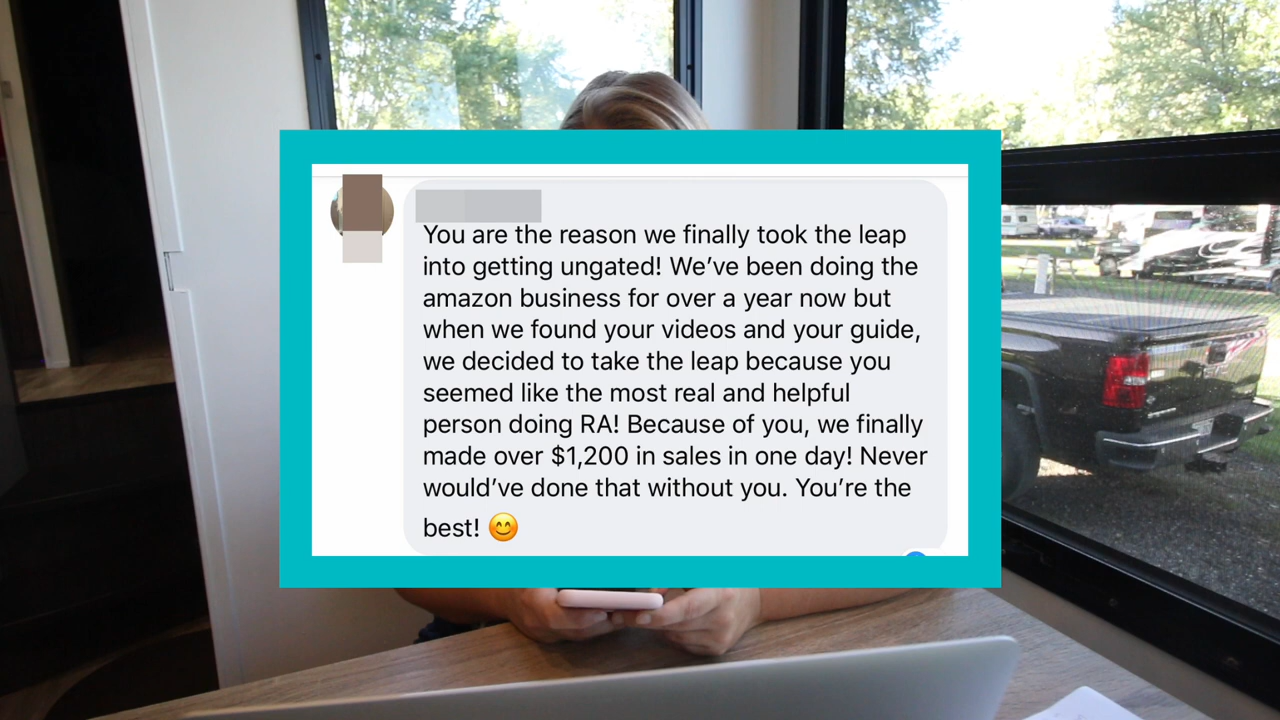 You are the reason we finally took the leap
into getting ungated! We’ve been doing the
amazon business for over a year now but
when we found your videos and your guide,
we decided to take the leap because you
seemed like the most real and helpful
person doing RA! Because of you, we finally
made over $1,200 in sales in one day! Never
would’ve done that without you. You’re the
best! 😊